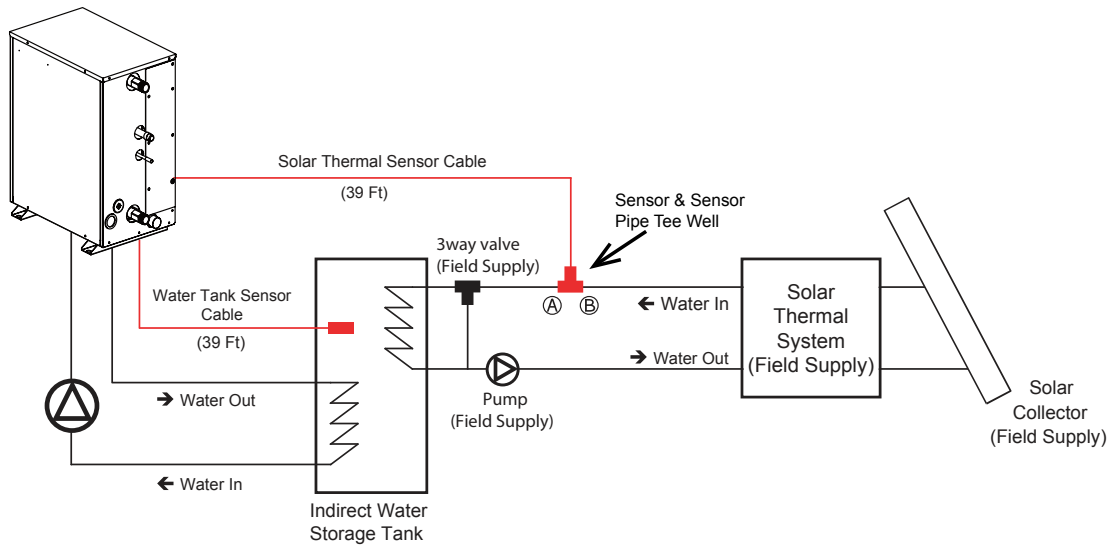 Solar Thermal Sensor Cable
(39 Ft)
Sensor & Sensor
Pipe Tee Well
3way valve
(Field Supply)
Ⓐ Ⓑ
← Water In
Solar
Thermal
System
(Field Supply)
Water Tank Sensor
Cable
(39 Ft)
→ Water Out
Pump
(Field Supply)
Solar
Collector
(Field Supply)
→ Water Out
← Water In
Indirect Water
Storage Tank